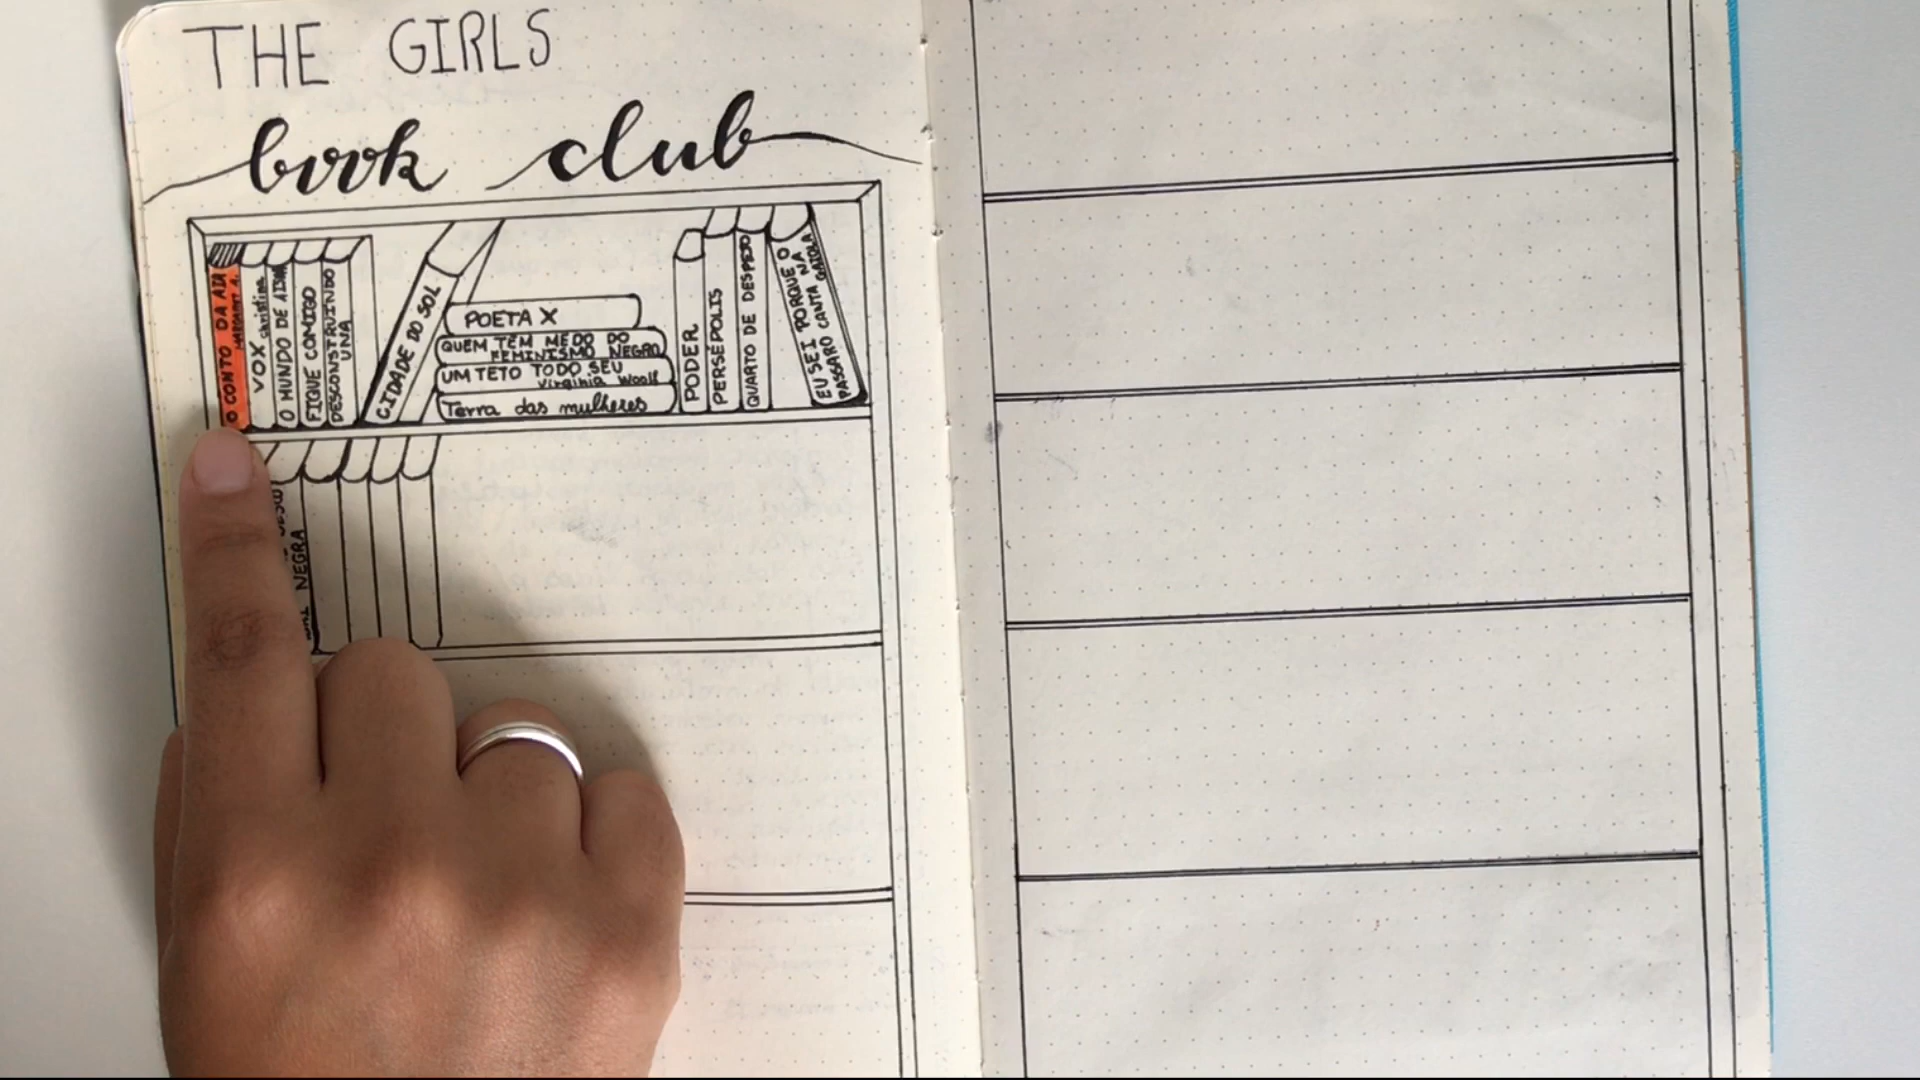 THE GIRLS
book club
O CONTO DA AIA
MARGARET A.
VOX christina
O MUNDO DE AISHA
FIQUE COMIGO
DESCONSTRUINDO
UNA
CIDADE DO SOL
POETA X
QUEM TEM MEDO DO
FEMINISMO NEGRO
UM TETO TODO SEU
Virginia Woolf
Terra das mulheres
PODER
PERSÉPOLIS
QUARTO DE DESPEJO
EU SEI PORQUE O
PASSARO CANTA NA
GAIOLA
NEGRA